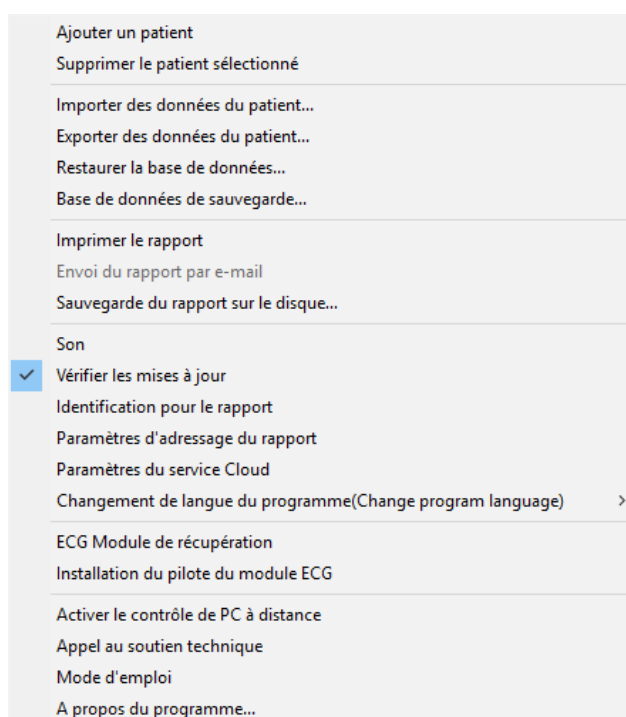 Ajouter un patient
Supprimer le patient sélectionné
Importer des données du patient...
Exporter des données du patient...
Restaurer la base de données...
Base de données de sauvegarde...
Imprimer le rapport
Envoi du rapport par e-mail
Sauvegarde du rapport sur le disque...
Son
Vérifier les mises à jour
Identification pour le rapport
Paramètres d'adressage du rapport
Paramètres du service Cloud
Changement de langue du programme(Change program language)
ECG Module de récupération
Installation du pilote du module ECG
Activer le contrôle de PC à distance
Appel au soutien technique
Mode d'emploi
A propos du programme...